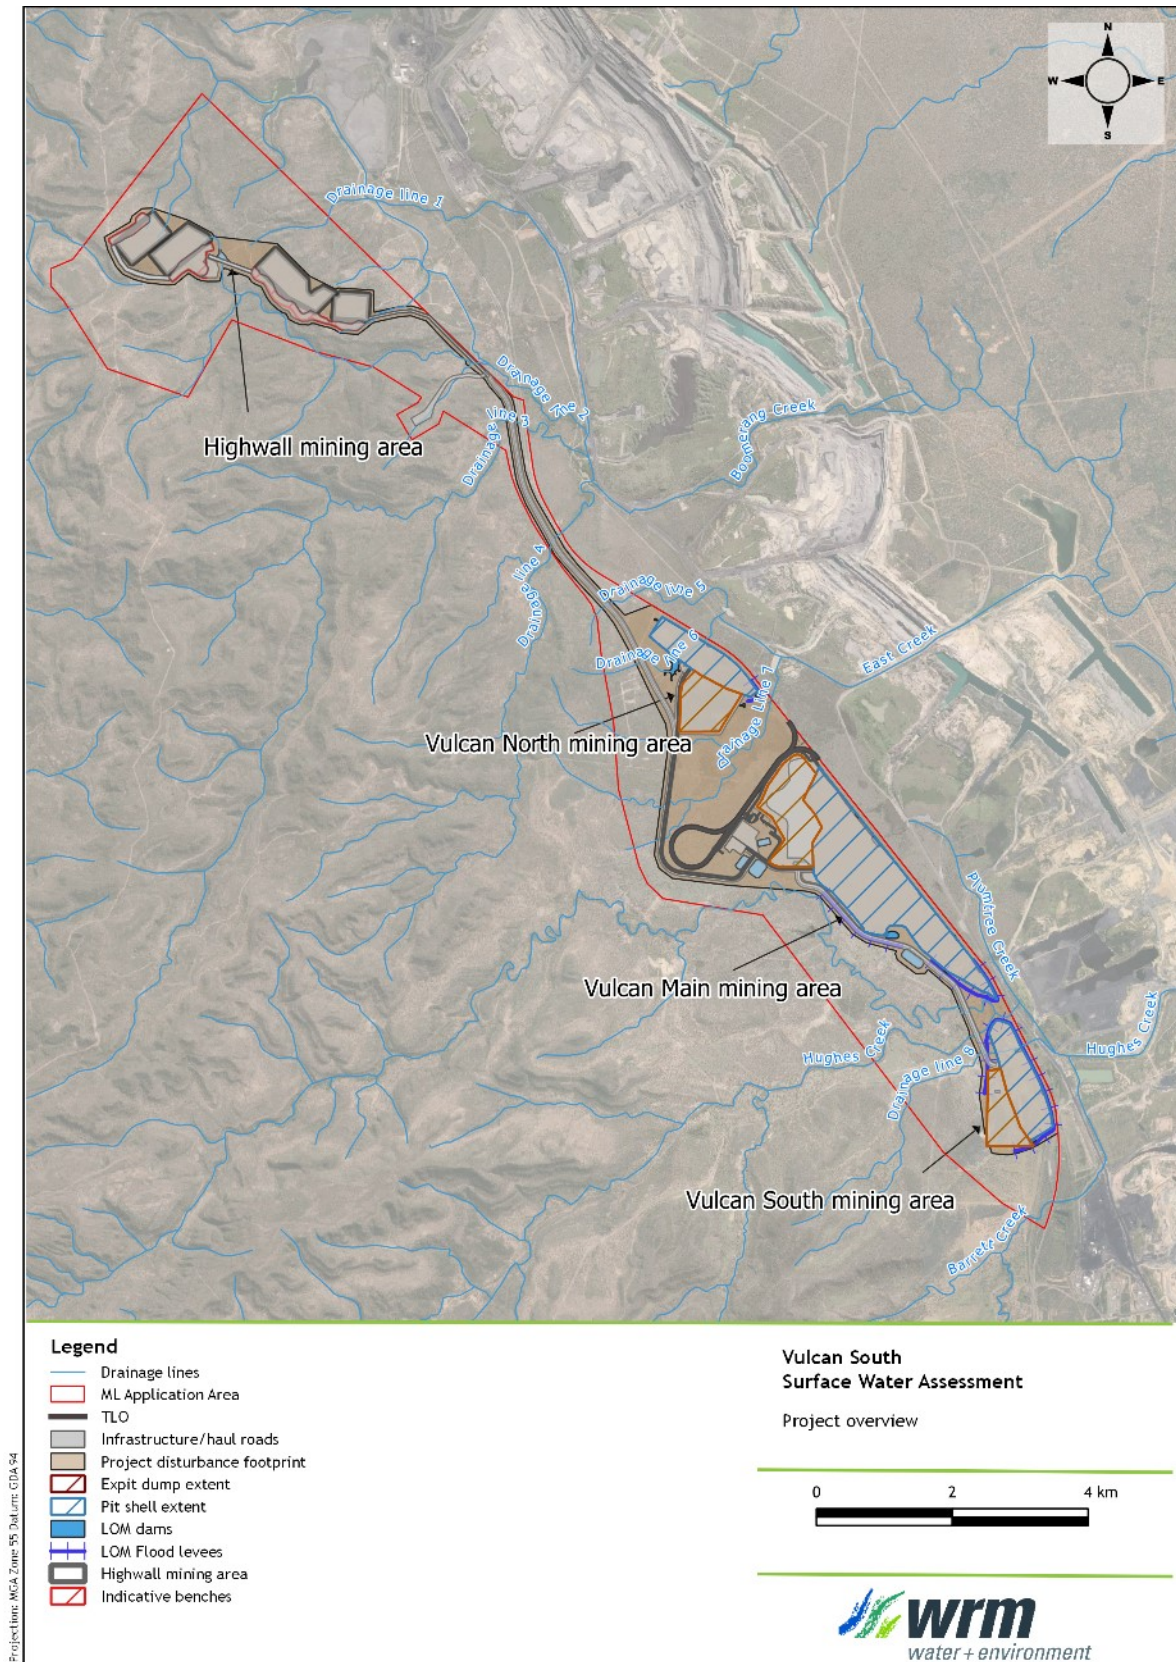 N
W
E
S
Drainage line 1
Drainage line 2
Drainage line 3
Boomerang Creek
Highwall mining area
Drainage line 4
Drainage line 5
Drainage line 6
East Creek
Drainage Line 7
Vulcan North mining area
Plumtree Creek
Vulcan Main mining area
Hughes Creek
Hughes Creek
Drainage line 8
Vulcan South mining area
Barrett Creek
Legend
Drainage lines
ML Application Area
TLO
Infrastructure/haul roads
Project disturbance footprint
Expit dump extent
Pit shell extent
LOM dams
LOM Flood levees
Highwall mining area
Indicative benches
Vulcan South
Surface Water Assessment
Project overview
0 2 4 km
wrm
water + environment
Projection: MGA Zone 55 Datum: GDA 94